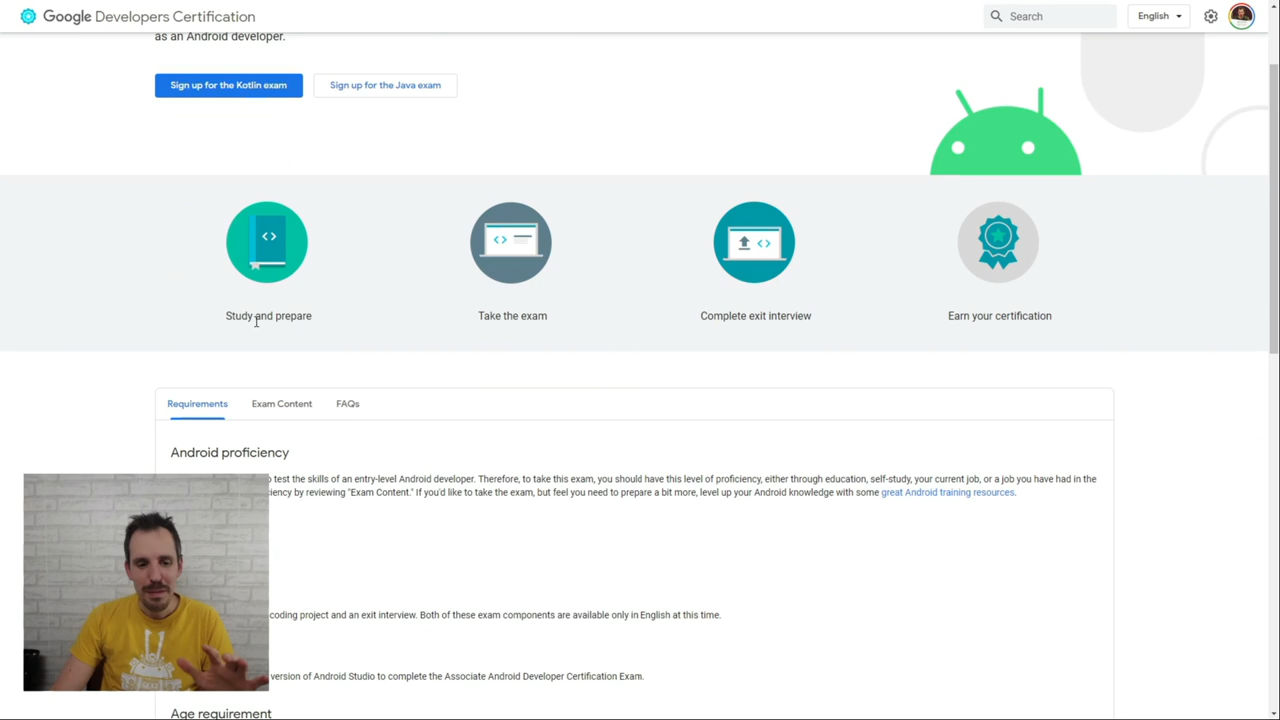 Google Developers Certification
Search
English
as an Android developer.
Sign up for the Kotlin exam
Sign up for the Java exam
Study and prepare
Take the exam
Complete exit interview
Earn your certification
Requirements
Exam Content
FAQs
Android proficiency
to test the skills of an entry-level Android developer. Therefore, to take this exam, you should have this level of proficiency, either through education, self-study, your current job, or a job you have had in the
ciency by reviewing "Exam Content." If you'd like to take the exam, but feel you need to prepare a bit more, level up your Android knowledge with some great Android training resources.
coding project and an exit interview. Both of these exam components are available only in English at this time.
version of Android Studio to complete the Associate Android Developer Certification Exam.
Age requirement